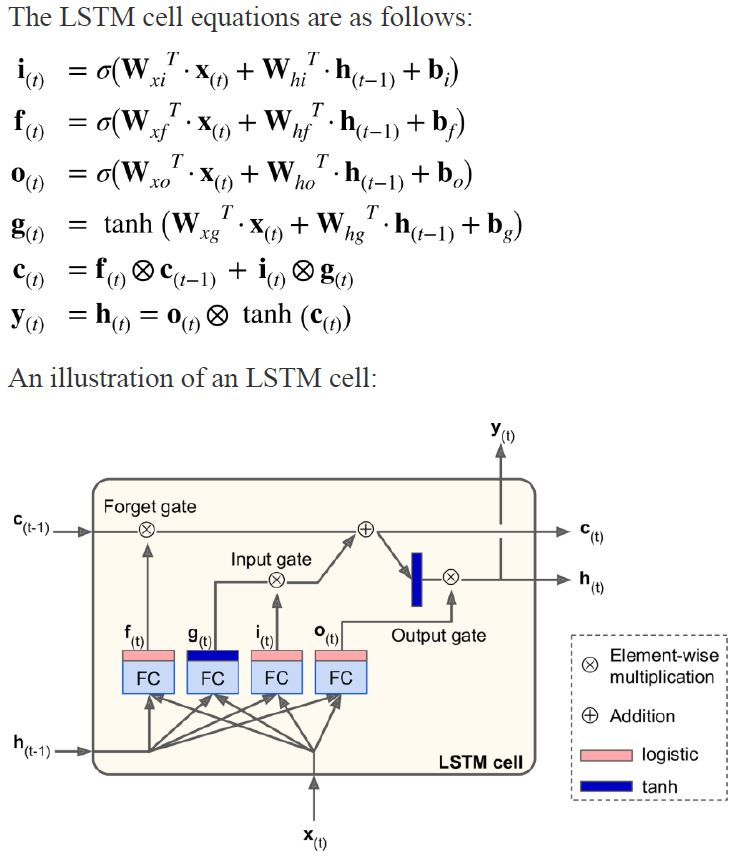 The LSTM cell equations are as follows:
i(t) = σ(Wxi^T · x(t) + Whi^T · h(t−1) + bi)
f(t) = σ(Wxf^T · x(t) + Whf^T · h(t−1) + bf)
o(t) = σ(Wxo^T · x(t) + Who^T · h(t−1) + bo)
g(t) = tanh (Wxg^T · x(t) + Whg^T · h(t−1) + bg)
c(t) = f(t) ⊗ c(t−1) + i(t) ⊗ g(t)
y(t) = h(t) = o(t) ⊗ tanh (c(t))
An illustration of an LSTM cell:
y(t)
Forget gate
c(t-1)
c(t)
Input gate
h(t)
f(t) g(t) i(t) o(t)
Output gate
FC FC FC FC
h(t-1)
LSTM cell
x(t)
⊗ Element-wise
multiplication
⊕ Addition
logistic
tanh